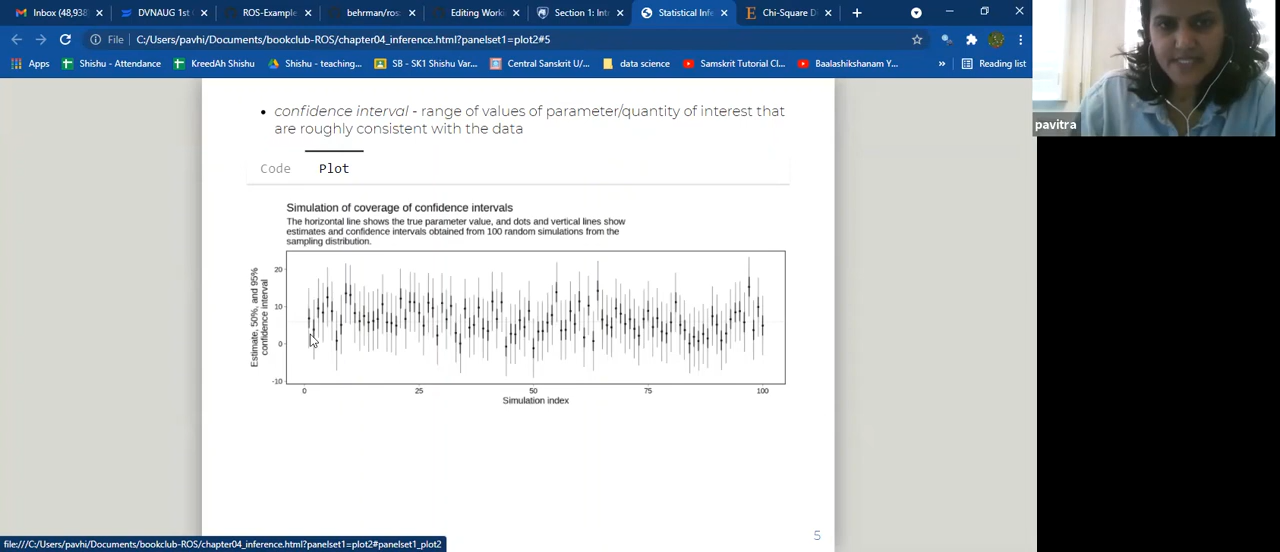 Inbox (48,938
DVNAUG 1st
ROS-Example
behrman/ros
Editing Worki
Section 1: Int
Statistical Infe
Chi-Square D
File
C:/Users/pavhi/Documents/bookclub-ROS/chapter04_inference.html?panelset1=plot2#5
Apps
Shishu - Attendance
KreedAh Shishu
Shishu - teaching...
SB - SK1 Shishu Var...
Central Sanskrit U/...
data science
Samskrit Tutorial Cl...
Baalashikshanam Y...
»
Reading list
pavitra
• confidence interval - range of values of parameter/quantity of interest that
are roughly consistent with the data
Code Plot
Simulation of coverage of confidence intervals
The horizontal line shows the true parameter value, and dots and vertical lines show
estimates and confidence intervals obtained from 100 random simulations from the
sampling distribution.
Estimate, 50%, and 95%
confidence interval
20
10
0
-10
0 25 50 75 100
Simulation index
5
file:///C:/Users/pavhi/Documents/bookclub-ROS/chapter04_inference.html?panelset1=plot2#panelset1_plot2